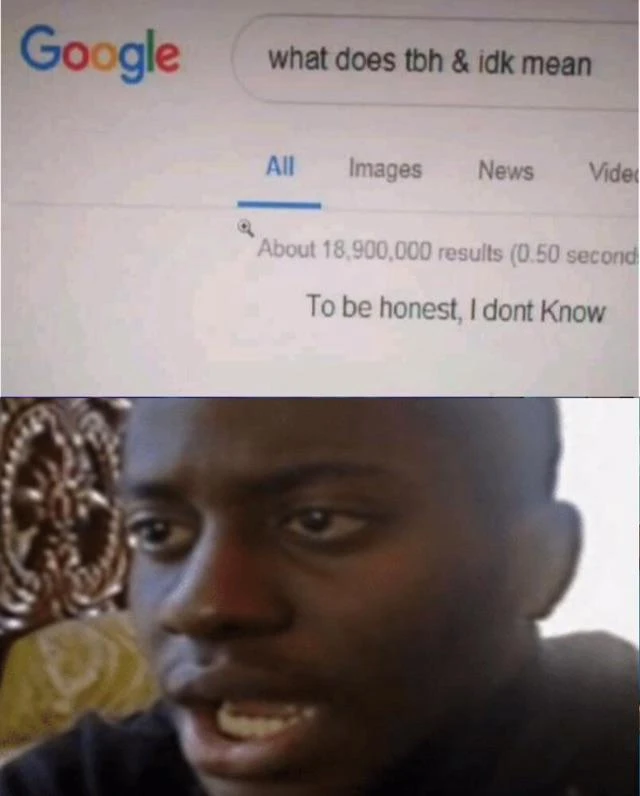 Google
what does tbh & idk mean
All Images News
About 18,900,000 results (0.50 second
To be honest, I dont Know